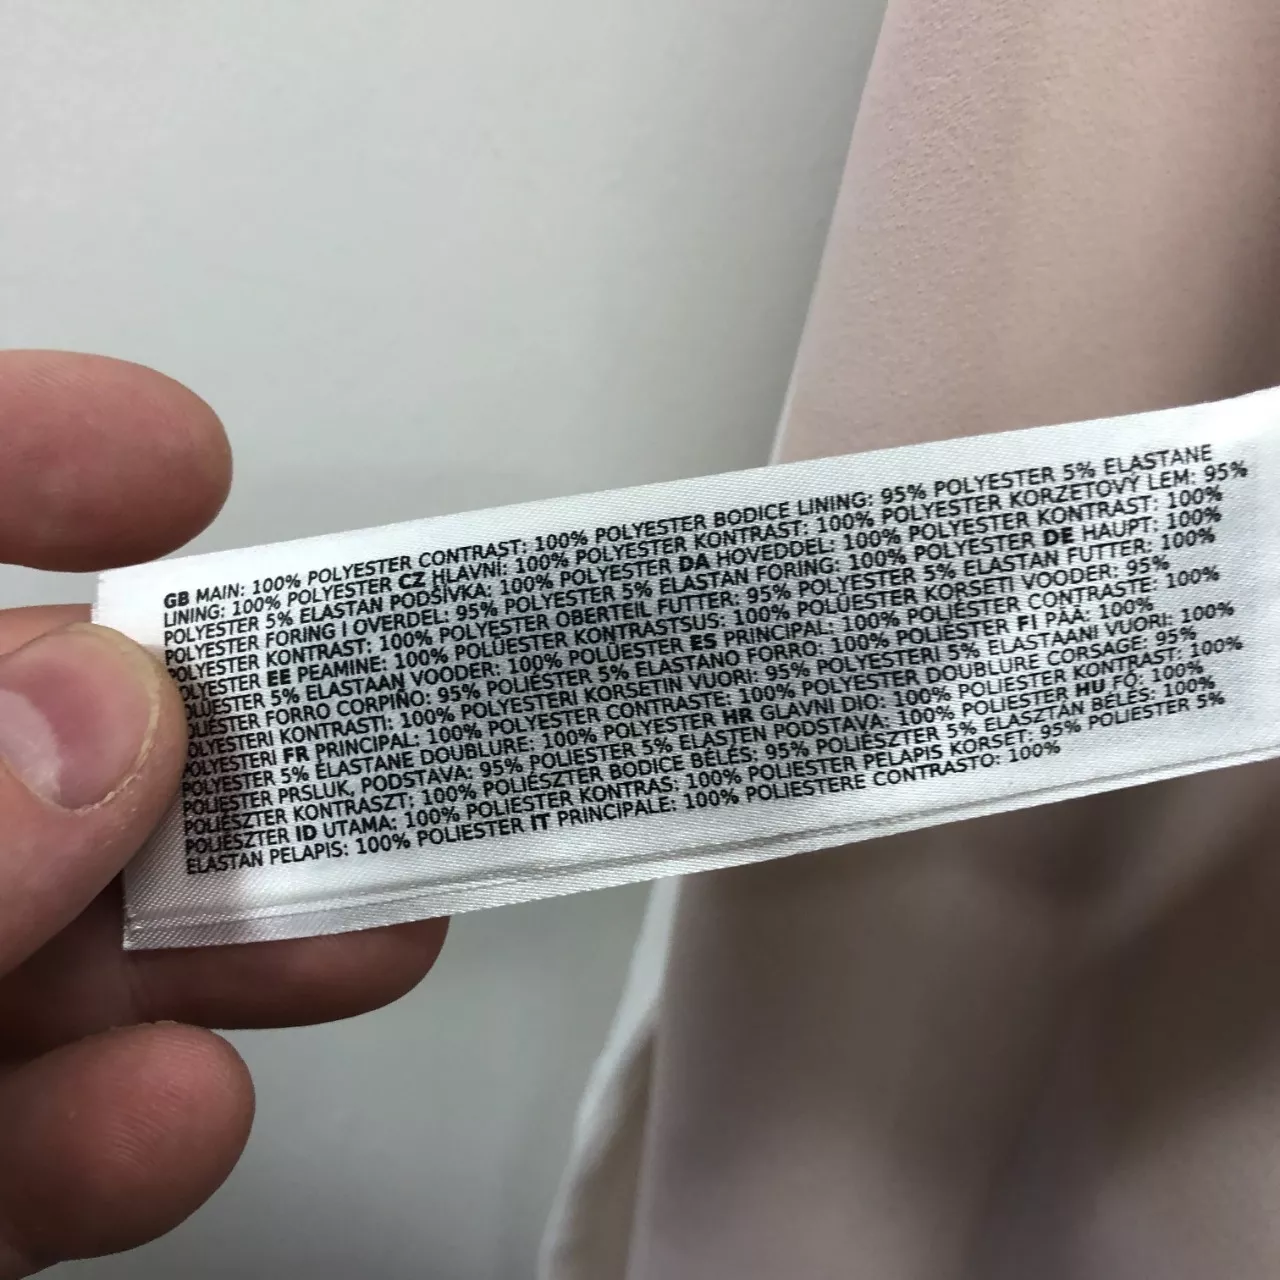 GB MAIN: 100% POLYESTER CONTRAST: 100% POLYESTER BODICE LINING: 95% POLYESTER 5% ELASTANE
LINING: 100% POLYESTER CZ HLAVNÍ: 100% POLYESTER KONTRAST: 100% POLYESTER KORZETOVÝ LEM: 95%
POLYESTER 5% ELASTAN PODŠÍVKA: 100% POLYESTER DA HOVEDDEL: 100% POLYESTER KONTRAST: 100%
POLYESTER FORING I OVERDEL: 95% POLYESTER 5% ELASTAN FORING: 100% POLYESTER DE HAUPT: 100%
POLYESTER KONTRAST: 100% POLYESTER OBERTEIL FUTTER: 95% POLYESTER 5% ELASTAN FUTTER: 100%
OLYESTER EE PEAMINE: 100% POLÜESTER KONTRASTSUS: 100% POLÜESTER KORSETI VOODER: 95%
OLÜESTER 5% ELASTAAN VOODER: 100% POLÜESTER ES PRINCIPAL: 100% POLIÉSTER CONTRASTE: 100%
OLIÉSTER FORRO CORPIÑO: 95% POLIÉSTER 5% ELASTANO FORRO: 100% POLIÉSTER FI PÄÄ: 100%
OLYESTERI KONTRASTI: 100% POLYESTERI KORSETIN VUORI: 95% POLYESTERI 5% ELASTAANI VUORI: 100%
POLYESTERI FR PRINCIPAL: 100% POLYESTER CONTRASTE: 100% POLYESTER DOUBLURE CORSAGE: 95%
POLYESTER 5% ÉLASTANE DOUBLURE: 100% POLYESTER HR GLAVNI DIO: 100% POLIESTER KONTRAST: 100%
POLIESTER PRSLUK, PODSTAVA: 95% POLIESTER 5% ELASTEN PODSTAVA: 100% POLIESTER HU FŐ: 100%
POLIÉSZTER KONTRASZT: 100% POLIÉSZTER BODICE BÉLÉS: 95% POLIÉSZTER 5% ELASZTÁN BÉLÉS: 100%
POLIÉSZTER ID UTAMA: 100% POLIESTER KONTRAS: 100% POLIESTER PELAPIS KORSET: 95% POLIESTER 5%
ELASTAN PELAPIS: 100% POLIESTER IT PRINCIPALE: 100% POLIESTERE CONTRASTO: 100%